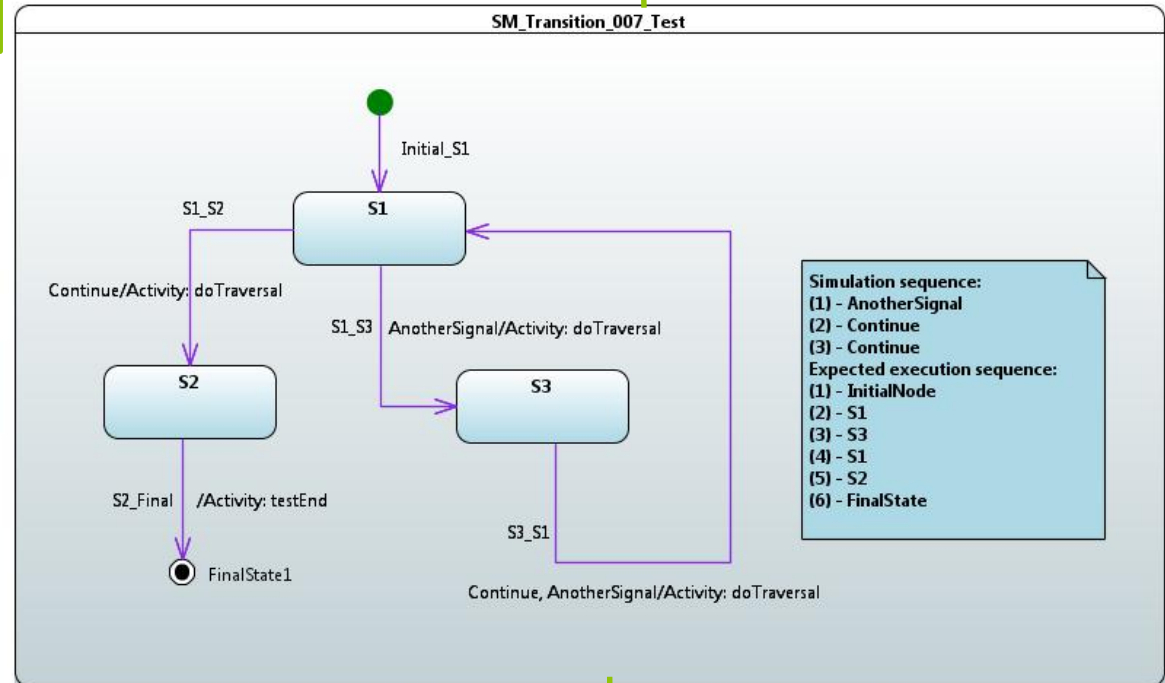 SM_Transition_007_Test
Initial_S1
S1
S1_S2
Continue/Activity: doTraversal
S1_S3 AnotherSignal/Activity: doTraversal
S2
S3
S2_Final /Activity: testEnd
FinalState1
S3_S1
Continue, AnotherSignal/Activity: doTraversal
Simulation sequence:
(1) - AnotherSignal
(2) - Continue
(3) - Continue
Expected execution sequence:
(1) - InitialNode
(2) - S1
(3) - S3
(4) - S1
(5) - S2
(6) - FinalState